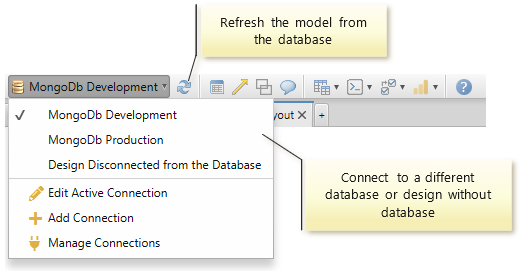 Refresh the model from
the database
MongoDb Development
MongoDb Development
yout
+
MongoDb Production
Design Disconnected from the Database
Edit Active Connection
Add Connection
Manage Connections
Connect to a different
database or design without
database